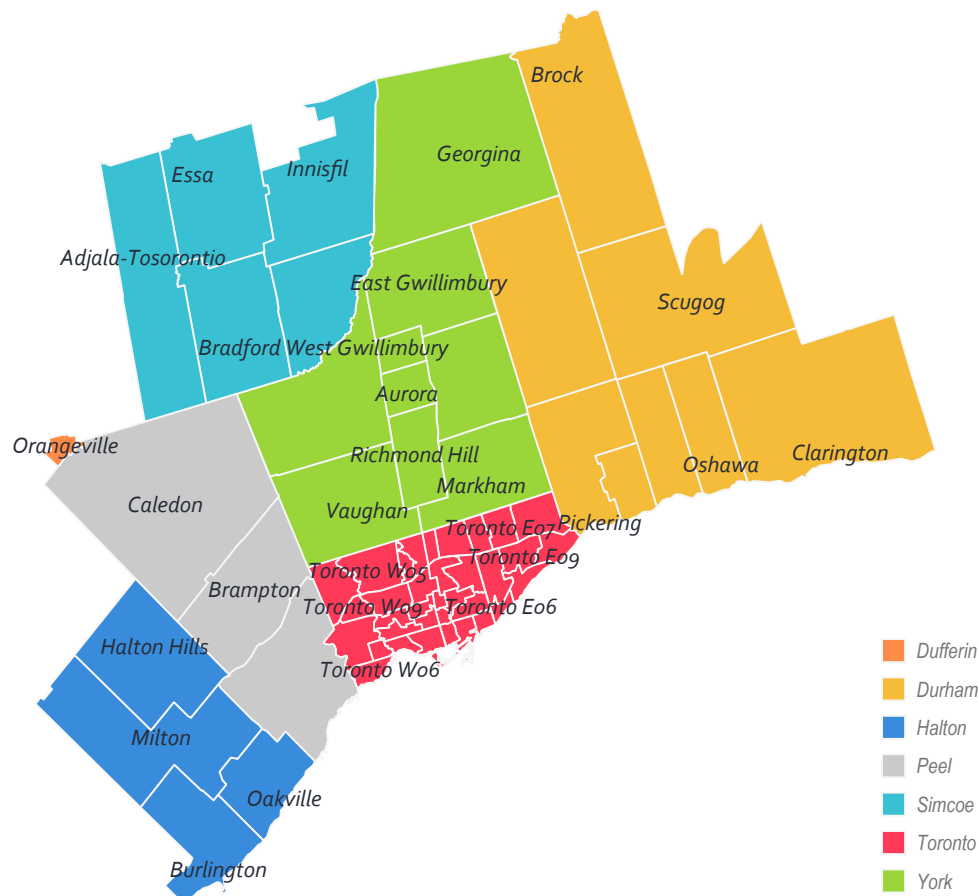 Brock
Georgina
Innisfil
Essa
Adjala-Tosorontio
East Gwillimbury
Scugog
Bradford West Gwillimbury
Aurora
Orangeville
Richmond Hill
Clarington
Oshawa
Markham
Caledon
Vaughan
Toronto E07
Pickering
Toronto E09
Toronto W05
Brampton
Toronto W09
Toronto E06
Halton Hills
Toronto W06
Milton
Oakville
Burlington
Dufferin
Durham
Halton
Peel
Simcoe
Toronto
York